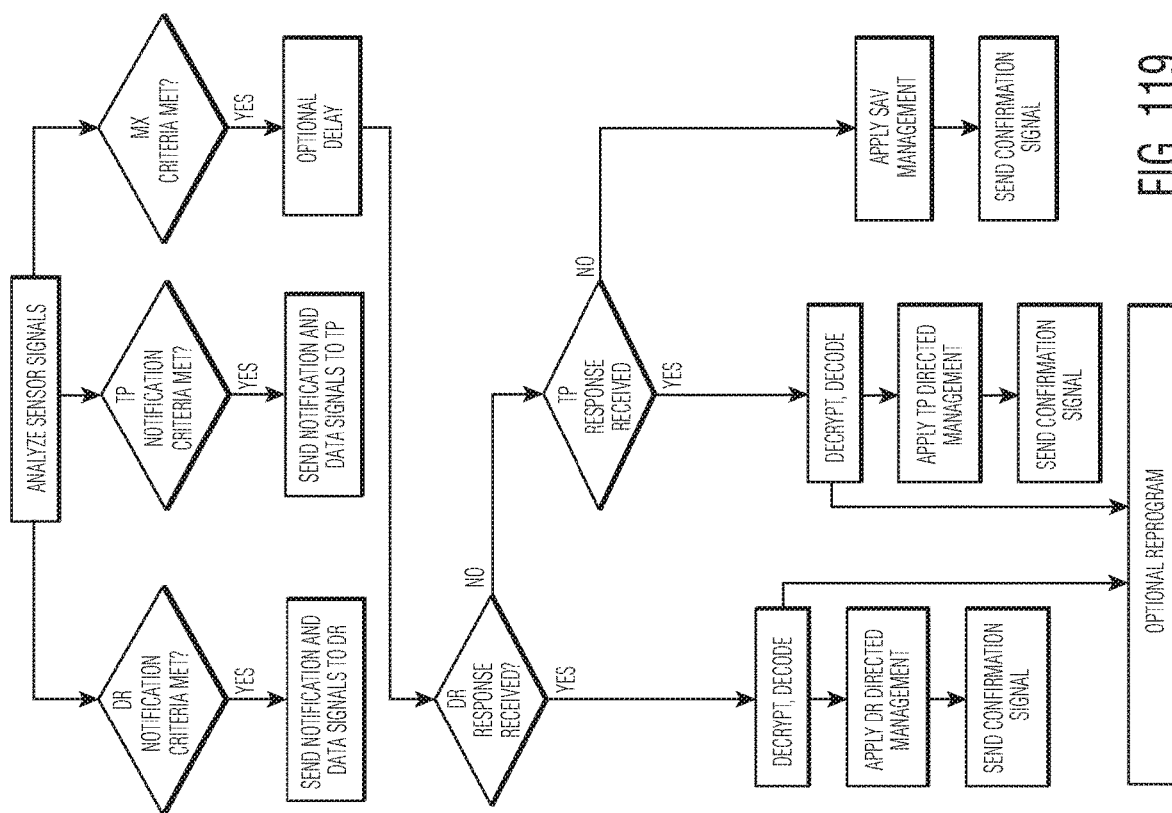 ANALYZE SENSOR SIGNALS
DR
NOTIFICATION
CRITERIA MET?
TP
NOTIFICATION
CRITERIA MET?
MX
CRITERIA MET?
YES
YES
YES
SEND NOTIFICATION AND
DATA SIGNALS TO DR
SEND NOTIFICATION AND
DATA SIGNALS TO TP
OPTIONAL
DELAY
DR
RESPONSE
RECEIVED?
NO
TP
RESPONSE
RECEIVED
NO
YES
YES
DECRYPT, DECODE
DECRYPT, DECODE
APPLY SAV
MANAGEMENT
APPLY DR DIRECTED
MANAGEMENT
APPLY TP DIRECTED
MANAGEMENT
SEND CONFIRMATION
SIGNAL
SEND CONFIRMATION
SIGNAL
SEND CONFIRMATION
SIGNAL
OPTIONAL REPROGRAM
FIG. 119